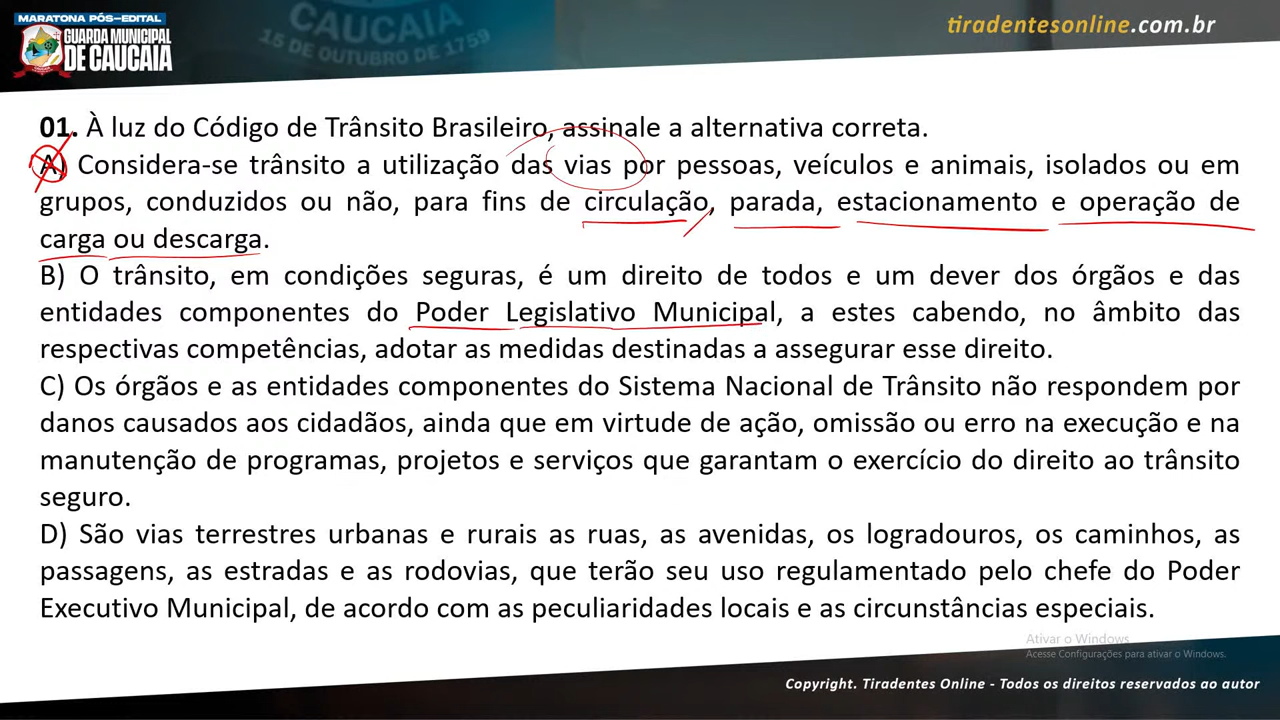 MARATONA PÓS-EDITAL
GUARDA MUNICIPAL
DE CAUCAIA
CAUCAIA
15 DE OUTUBRO DE 1759
tiradentesonline.com.br
01. À luz do Código de Trânsito Brasileiro, assinale a alternativa correta.
A) Considera-se trânsito a utilização das vias por pessoas, veículos e animais, isolados ou em
grupos, conduzidos ou não, para fins de circulação, parada, estacionamento e operação de
carga ou descarga.
B) O trânsito, em condições seguras, é um direito de todos e um dever dos órgãos e das
entidades componentes do Poder Legislativo Municipal, a estes cabendo, no âmbito das
respectivas competências, adotar as medidas destinadas a assegurar esse direito.
C) Os órgãos e as entidades componentes do Sistema Nacional de Trânsito não respondem por
danos causados aos cidadãos, ainda que em virtude de ação, omissão ou erro na execução e na
manutenção de programas, projetos e serviços que garantam o exercício do direito ao trânsito
seguro.
D) São vias terrestres urbanas e rurais as ruas, as avenidas, os logradouros, os caminhos, as
passagens, as estradas e as rodovias, que terão seu uso regulamentado pelo chefe do Poder
Executivo Municipal, de acordo com as peculiaridades locais e as circunstâncias especiais.
Ativar o Windows
Acesse Configurações para ativar o Windows.
Copyright. Tiradentes Online - Todos os direitos reservados ao autor